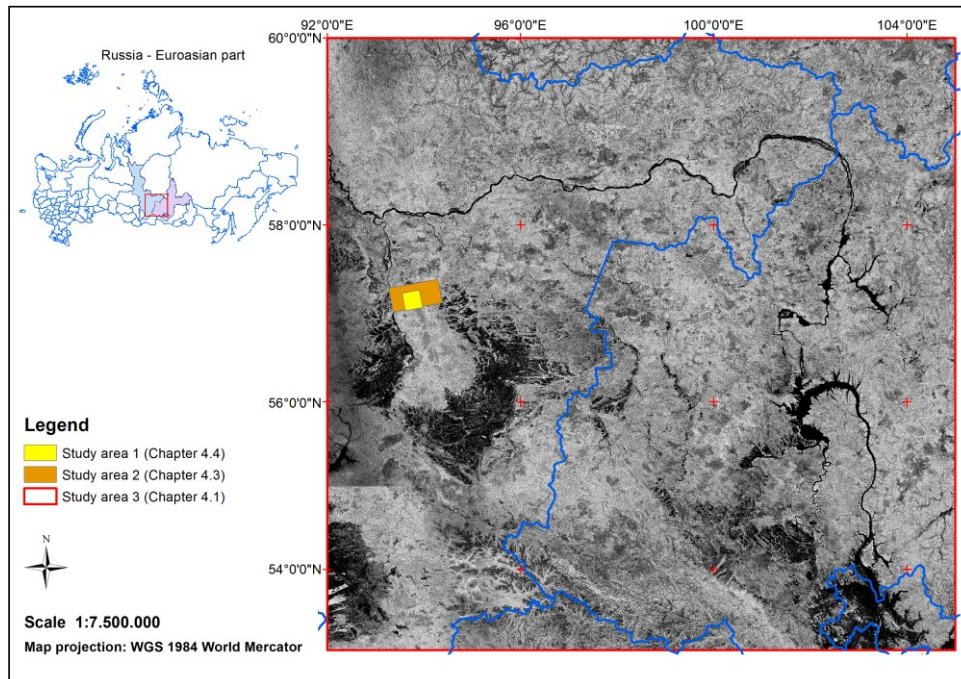 92°0'0"E
96°0'0"E
100°0'0"E
104°0'0"E
60°0'0"N
Russia - Euroasian part
58°0'0"N
56°0'0"N
Legend
Study area 1 (Chapter 4.4)
Study area 2 (Chapter 4.3)
Study area 3 (Chapter 4.1)
N
54°0'0"N
Scale 1:7.500.000
Map projection: WGS 1984 World Mercator